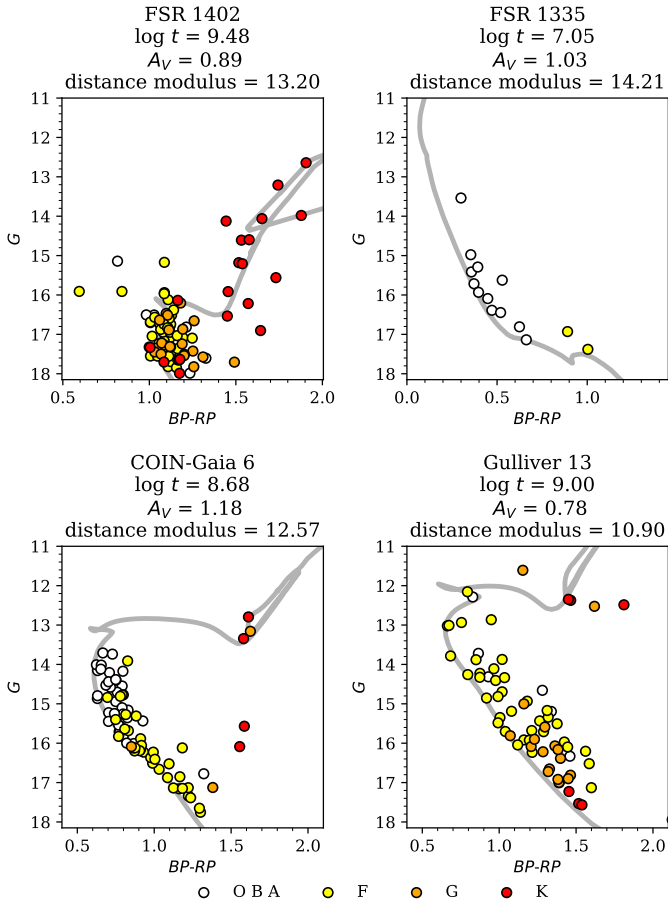 FSR 1402
log t = 9.48
A_V = 0.89
distance modulus = 13.20
11
12
13
14
15
16
17
18
G
0.5 1.0 1.5 2.0
BP-RP
FSR 1335
log t = 7.05
A_V = 1.03
distance modulus = 14.21
11
12
13
14
15
16
17
18
G
0.0 0.5 1.0
BP-RP
COIN-Gaia 6
log t = 8.68
A_V = 1.18
distance modulus = 12.57
11
12
13
14
15
16
17
18
G
0.5 1.0 1.5 2.0
BP-RP
Gulliver 13
log t = 9.00
A_V = 0.78
distance modulus = 10.90
11
12
13
14
15
16
17
18
G
0.5 1.0 1.5 2.0
BP-RP
O B A F G K